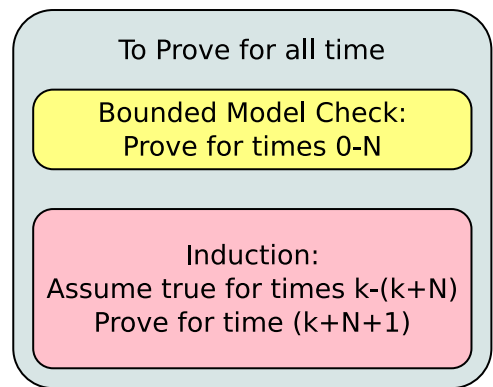 To Prove for all time
Bounded Model Check:
Prove for times 0-N
Induction:
Assume true for times k-(k+N)
Prove for time (k+N+1)